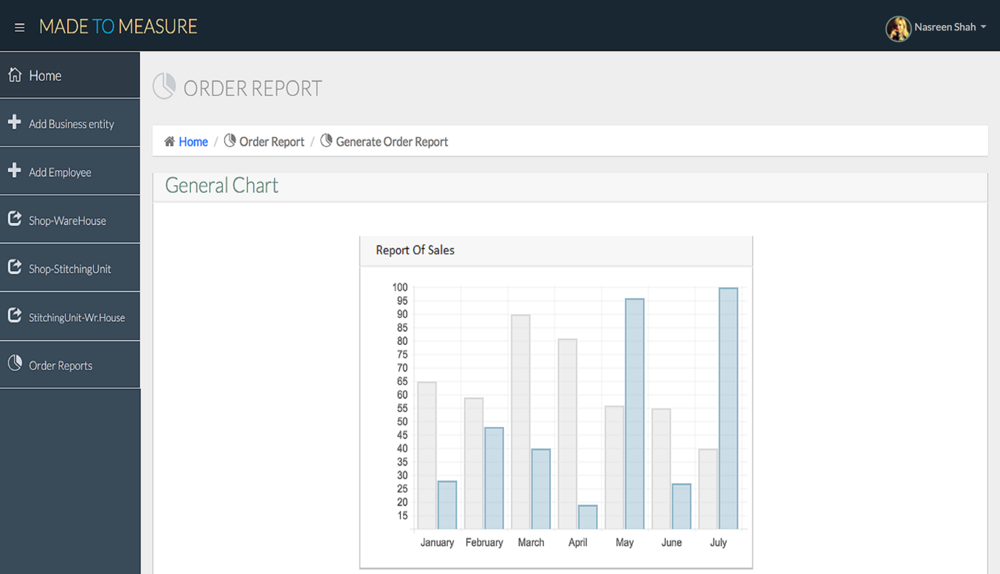 MADE TO MEASURE
Nasreen Shah
Home
Add Business entity
Add Employee
Shop-WareHouse
Shop-StitchingUnit
StitchingUnit-Wr.House
Order Reports
ORDER REPORT
Home / Order Report / Generate Order Report
General Chart
Report Of Sales
100
95
90
85
80
75
70
65
60
55
50
45
40
35
30
25
20
15
January February March April May June July